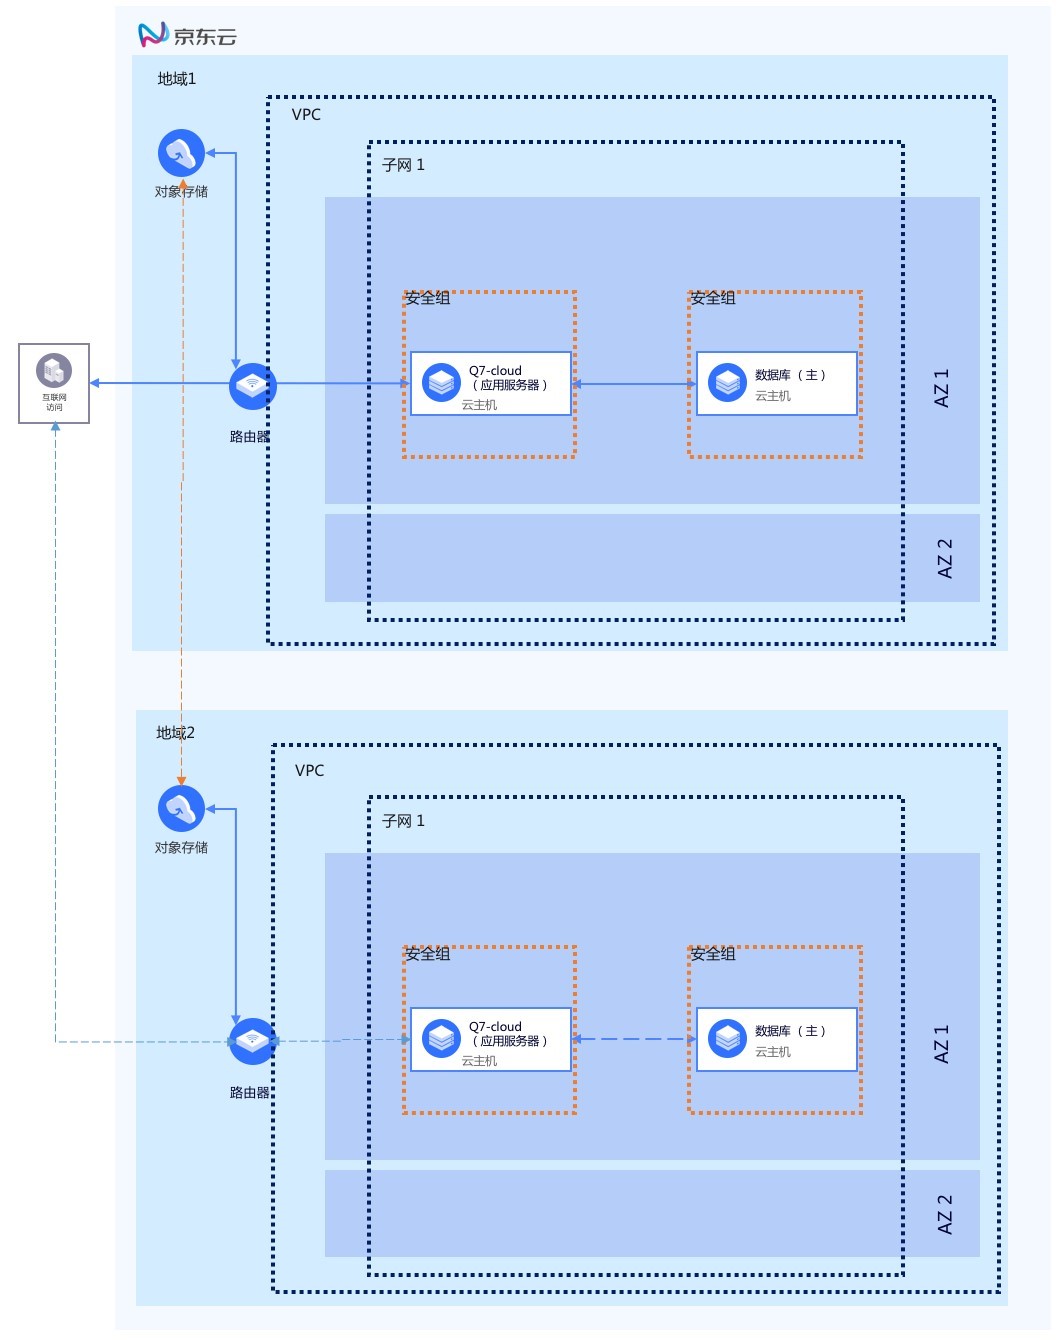 京东云
地域1
VPC
子网 1
对象存储
安全组
安全组
Q7-cloud
（应用服务器）
云主机
数据库（主）
云主机
AZ 1
互联网
访问
路由器
AZ 2
地域2
VPC
子网 1
对象存储
安全组
安全组
Q7-cloud
（应用服务器）
云主机
数据库（主）
云主机
AZ 1
路由器
AZ 2